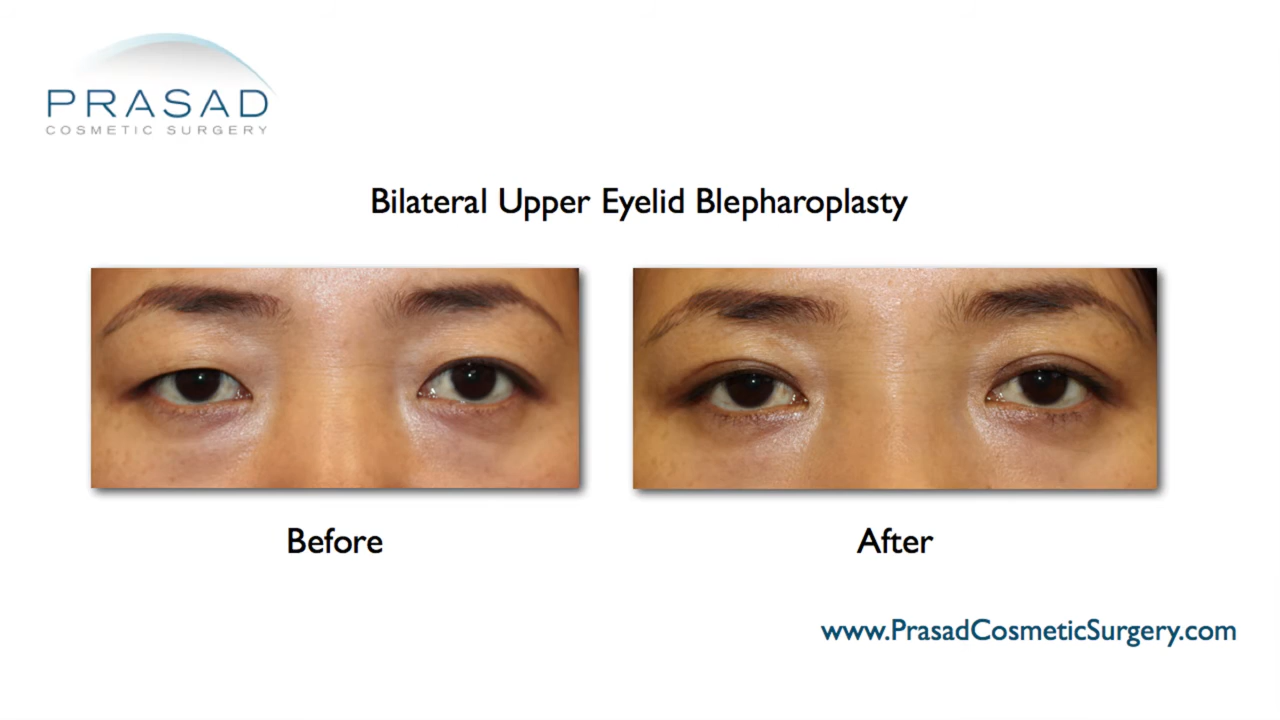 PRASAD
COSMETIC SURGERY
Bilateral Upper Eyelid Blepharoplasty
Before
After
www.PrasadCosmeticSurgery.com